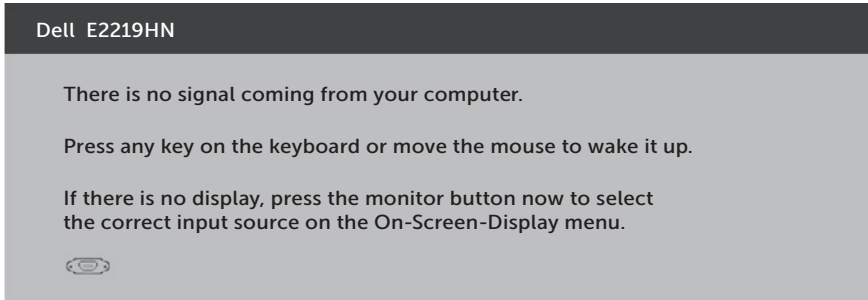 Dell E2219HN
There is no signal coming from your computer.
Press any key on the keyboard or move the mouse to wake it up.
If there is no display, press the monitor button now to select
the correct input source on the On-Screen-Display menu.